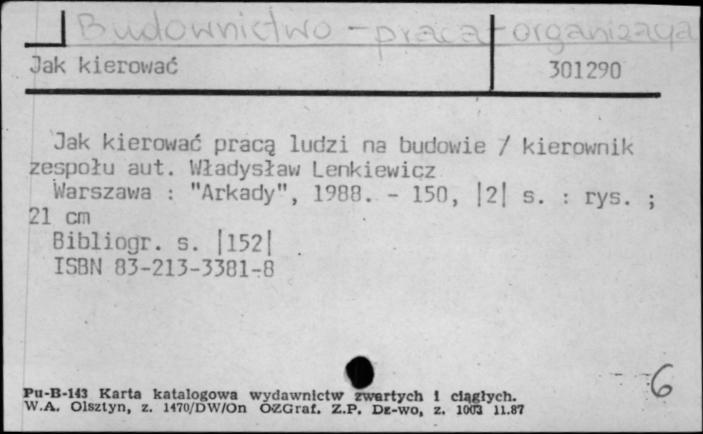 Budownictwo - praca - organizacja
Jak kierować 301290
Jak kierować pracą ludzi na budowie / kierownik
zespołu aut. Władysław Lenkiewicz
Warszawa : "Arkady", 1988. - 150, |2| s. : rys. ;
21 cm
Bibliogr. s. |152|
ISBN 83-213-3381-8
6
Pu-B-143 Karta katalogowa wydawnictw zwartych i ciągłych.
W.A. Olsztyn, z. 1470/DW/On OZGraf. Z.P. Dz-wo, z. 1003 11.87